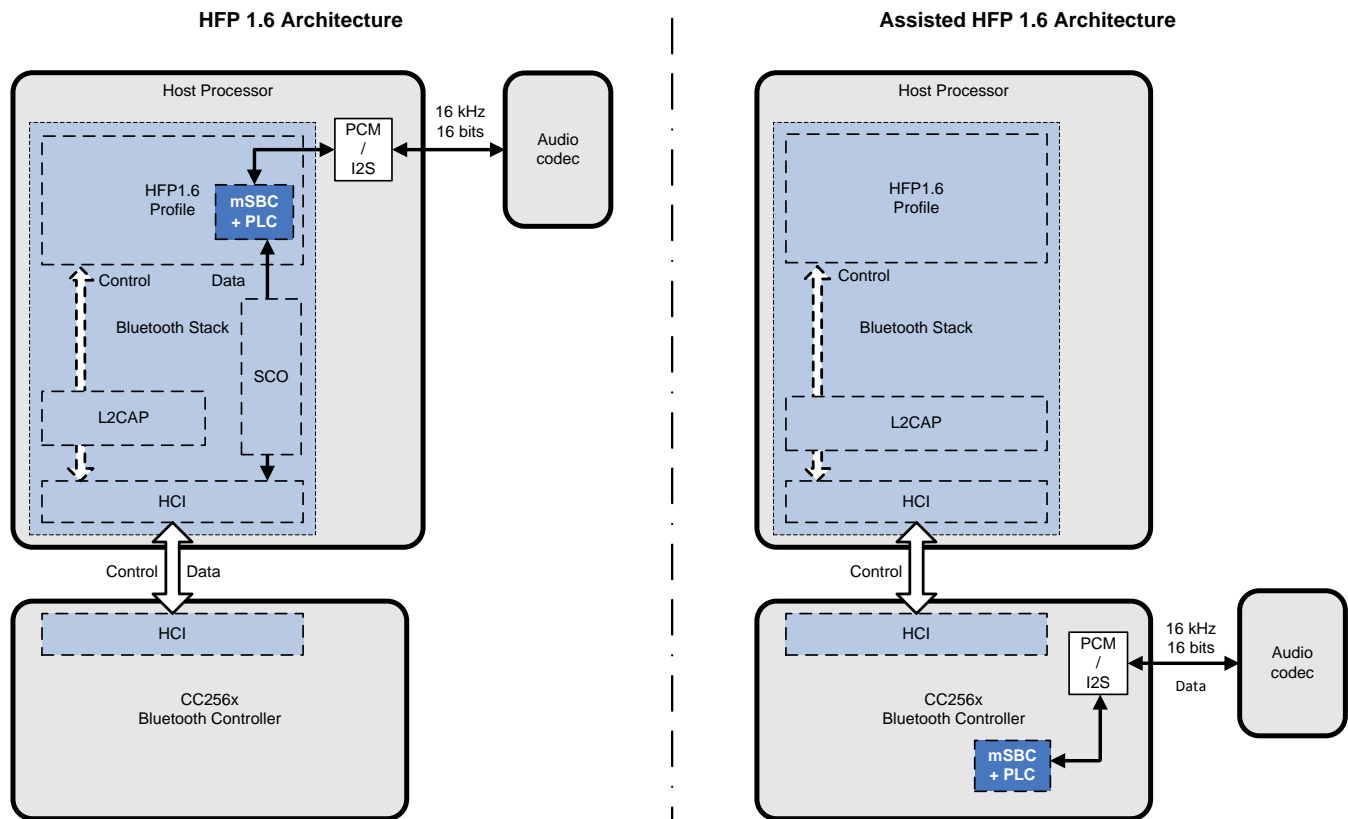 HFP 1.6 Architecture
Host Processor
16 kHz
16 bits
PCM
/
I2S
Audio
codec
HFP1.6
Profile
mSBC
+ PLC
Control
Data
Bluetooth Stack
SCO
L2CAP
HCI
Control
Data
HCI
CC256x
Bluetooth Controller
Assisted HFP 1.6 Architecture
Host Processor
HFP1.6
Profile
Control
Bluetooth Stack
L2CAP
HCI
Control
HCI
PCM
/
I2S
16 kHz
16 bits
Data
Audio
codec
CC256x
Bluetooth Controller
mSBC
+ PLC